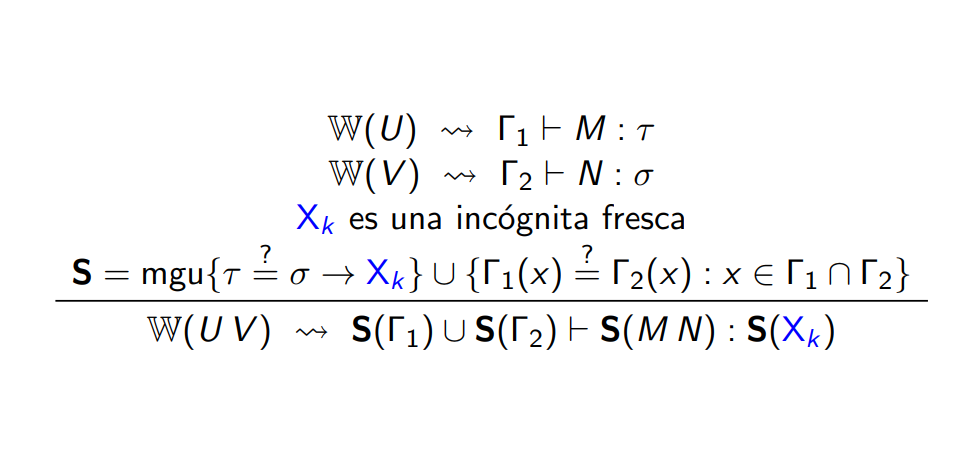 𝕎(U) ⇝ Γ₁ ⊢ M : τ
𝕎(V) ⇝ Γ₂ ⊢ N : σ
Xₖ es una incógnita fresca
S = mgu{τ ≟ σ → Xₖ} ∪ {Γ₁(x) ≟ Γ₂(x) : x ∈ Γ₁ ∩ Γ₂}
𝕎(U V) ⇝ S(Γ₁) ∪ S(Γ₂) ⊢ S(M N) : S(Xₖ)